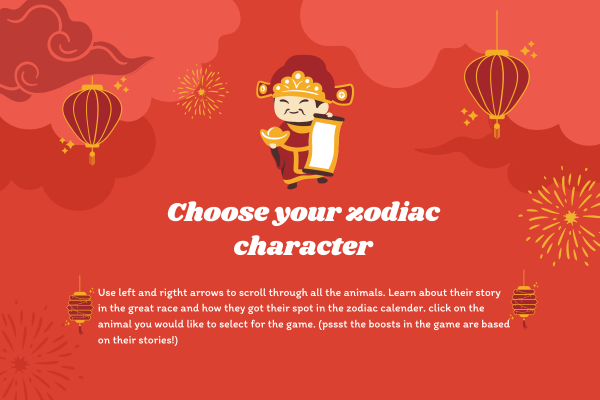 Choose your zodiac
character
Use left and rigtht arrows to scroll through all the animals. Learn about their story
in the great race and how they got their spot in the zodiac calender. click on the
animal you would like to select for the game. (pssst the boosts in the game are based
on their stories!)